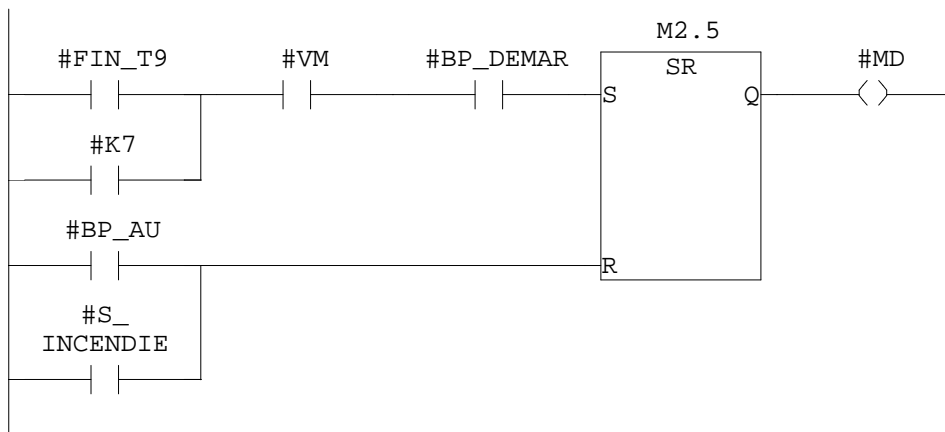 M2.5
#FIN_T9
#VM
#BP_DEMAR
SR
#MD
S
Q
#K7
#BP_AU
R
#S_
INCENDIE